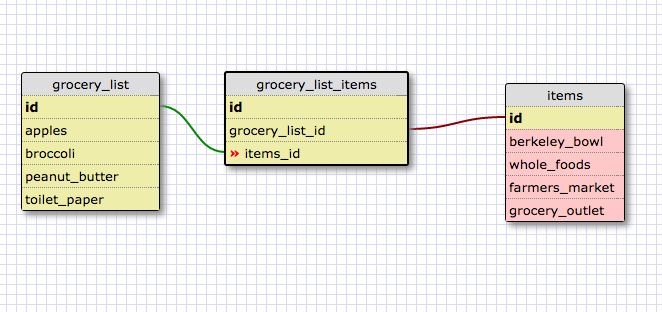 grocery_list
id
apples
broccoli
peanut_butter
toilet_paper
grocery_list_items
id
grocery_list_id
» items_id
items
id
berkeley_bowl
whole_foods
farmers_market
grocery_outlet